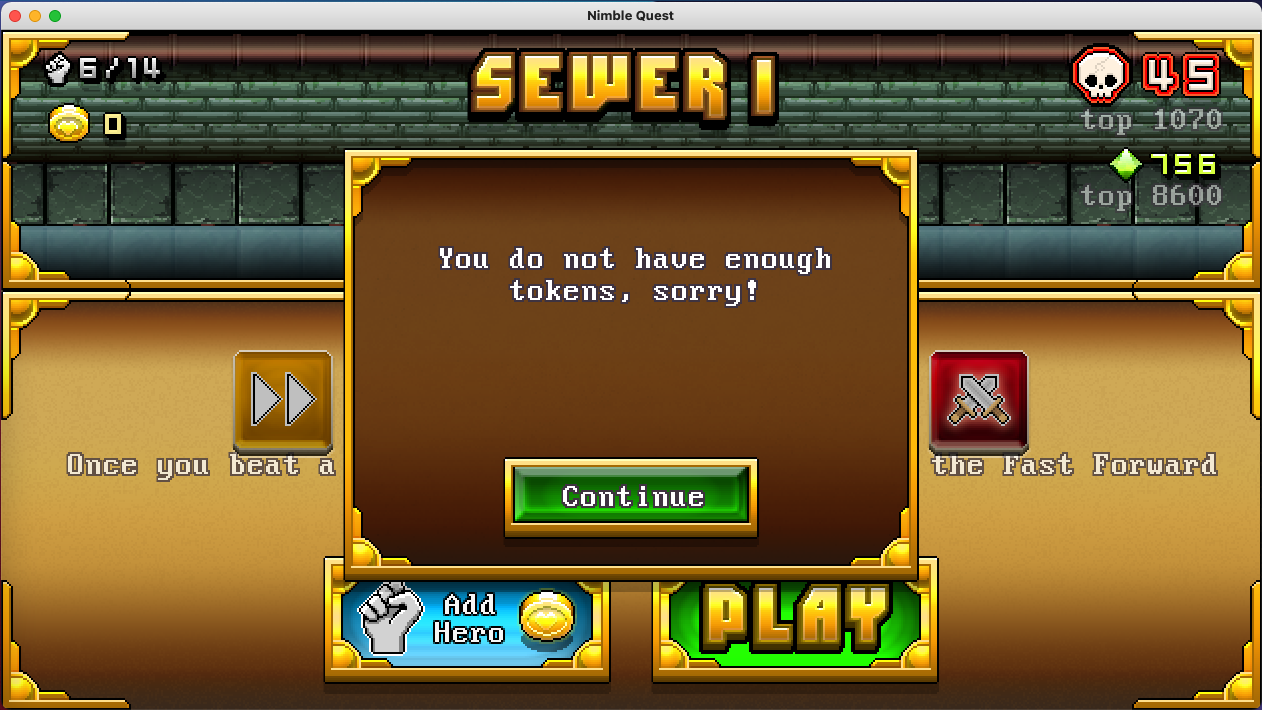 Nimble Quest
6/14
SEWER 1
45
top 1070
0
756
top 8600
You do not have enough
tokens, sorry!
Once you beat a
the Fast Forward
Continue
Add
Hero
PLAY